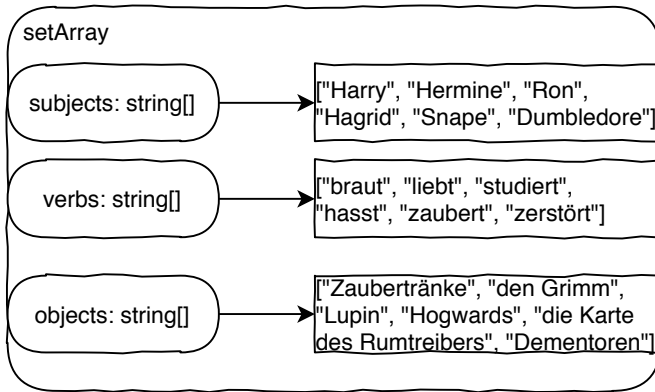 setArray
subjects: string[]
["Harry", "Hermine", "Ron",
"Hagrid", "Snape", "Dumbledore"]
verbs: string[]
["braut", "liebt", "studiert",
"hasst", "zaubert", "zerstört"]
objects: string[]
["Zaubertränke", "den Grimm",
"Lupin", "Hogwards", "die Karte
des Rumtreibers", "Dementoren"]